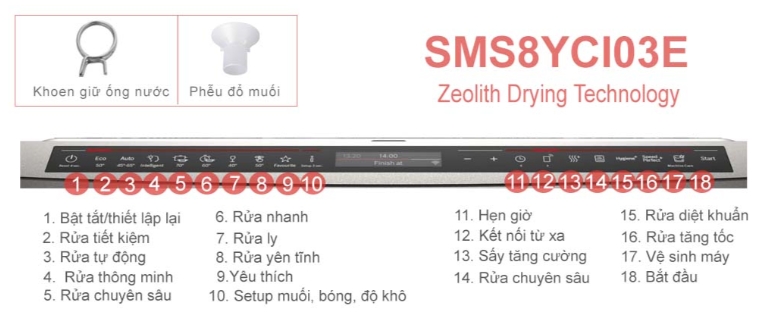 SMS8YCI03E
Zeolith Drying Technology
Khoen giữ ống nước
Phễu đổ muối
Eco
50°
Auto
45°-65°
Intelligent
70°
60°
45°
50°
Favourite
14:00
Finish at
−
+
Hygiene+
Speed
Perfect+
Machine Care
Start
1 2 3 4 5 6 7 8 9 10
11 12 13 14 15 16 17 18
1. Bật tắt/thiết lập lại
2. Rửa tiết kiệm
3. Rửa tự động
4. Rửa thông minh
5. Rửa chuyên sâu
6. Rửa nhanh
7. Rửa ly
8. Rửa yên tĩnh
9.Yêu thích
10. Setup muối, bóng, độ khô
11. Hẹn giờ
12. Kết nối từ xa
13. Sấy tăng cường
14. Rửa chuyên sâu
15. Rửa diệt khuẩn
16. Rửa tăng tốc
17. Vệ sinh máy
18. Bắt đầu